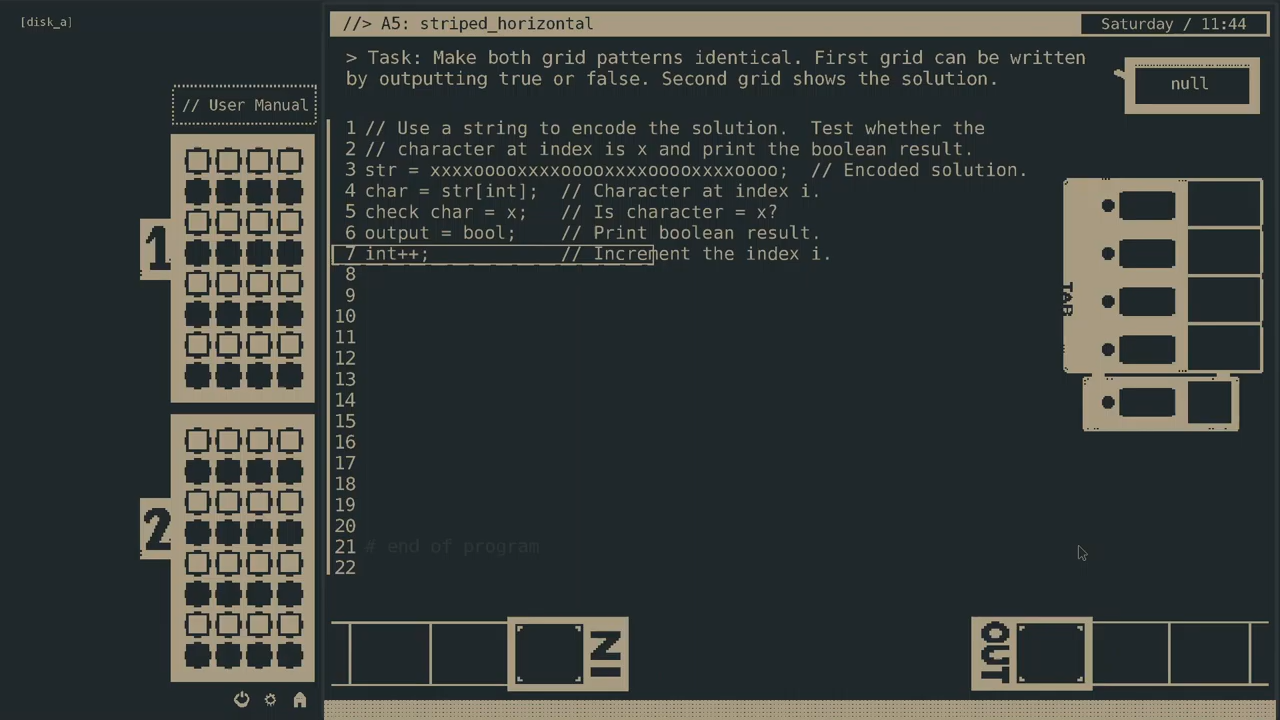 [disk_a]
//> A5: striped_horizontal
Saturday / 11:44
> Task: Make both grid patterns identical. First grid can be written
by outputting true or false. Second grid shows the solution.
null
// User Manual
1 // Use a string to encode the solution.  Test whether the
2 // character at index is x and print the boolean result.
3 str = xxxxooooxxxxooooxxxxooooxxxxoooo;  // Encoded solution.
4 char = str[int];  // Character at index i.
5 check char = x;   // Is character = x?
6 output = bool;    // Print boolean result.
7 int++;            // Increment the index i.
8
9
10
11
12
13
14
15
16
17
18
19
20
21 # end of program
22
1
2
TAB
IN
OUT